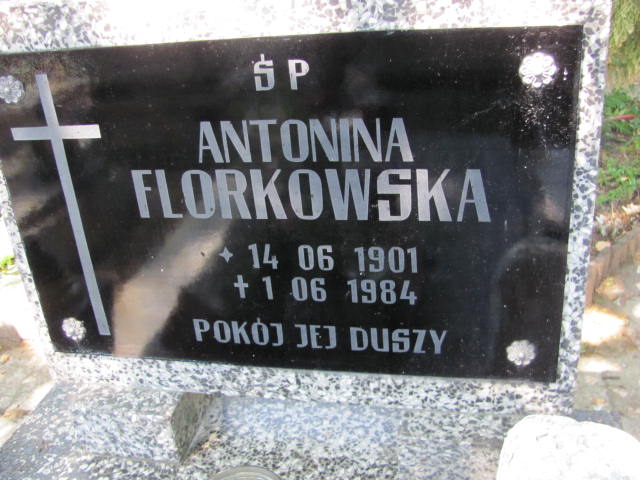 ŚP
ANTONINA
FLORKOWSKA
✦ 14 06 1901
✝ 1 06 1984
POKÓJ JEJ DUSZY